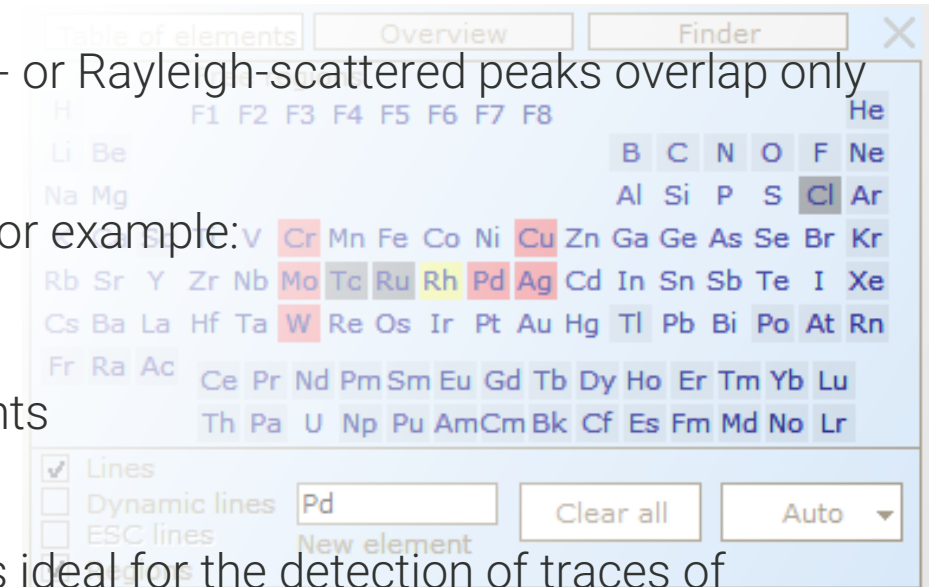 Table of elements Overview Finder
- or Rayleigh-scattered peaks overlap only
H F1 F2 F3 F4 F5 F6 F7 F8 He
Li Be B C N O F Ne
Na Mg Al Si P S Cl Ar
or example: V Cr Mn Fe Co Ni Cu Zn Ga Ge As Se Br Kr
Rb Sr Y Zr Nb Mo Tc Ru Rh Pd Ag Cd In Sn Sb Te I Xe
Cs Ba La Hf Ta W Re Os Ir Pt Au Hg Tl Pb Bi Po At Rn
Fr Ra Ac Ce Pr Nd Pm Sm Eu Gd Tb Dy Ho Er Tm Yb Lu
nts Th Pa U Np Pu Am Cm Bk Cf Es Fm Md No Lr
Lines
Dynamic lines Pd Clear all Auto
ESC lines New element
s ideal for the detection of traces of